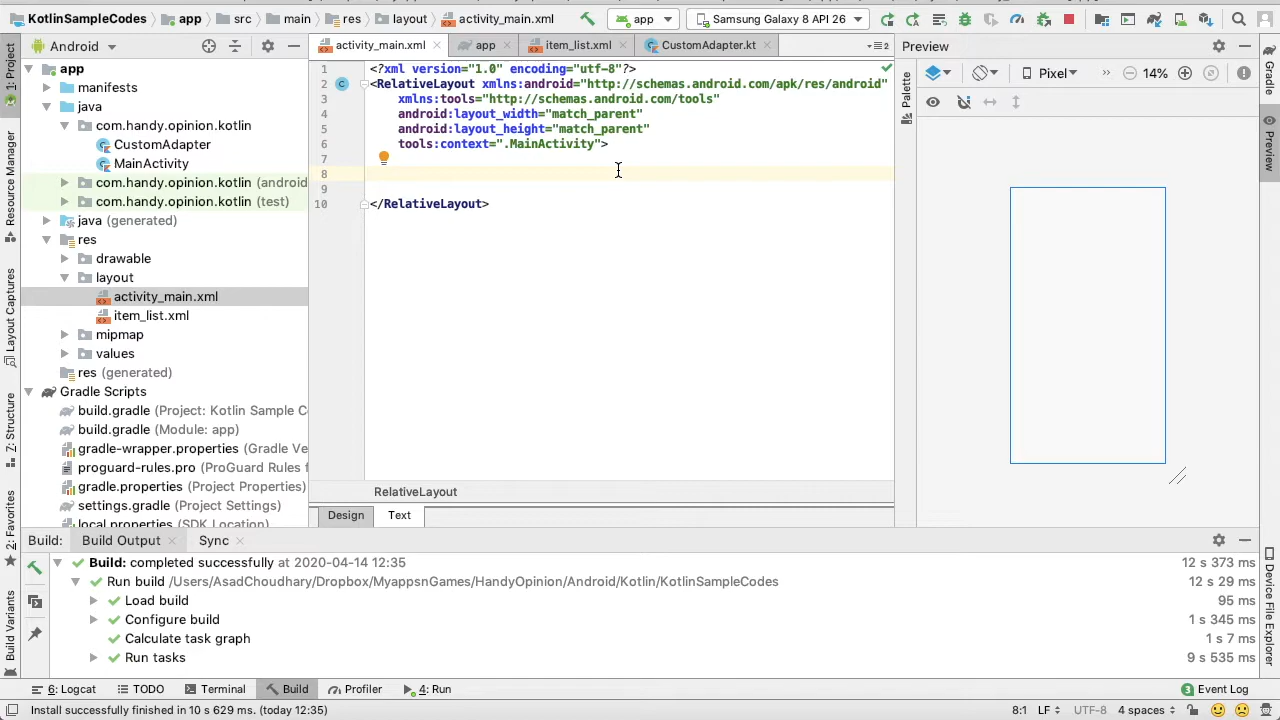 KotlinSampleCodes app src main res layout activity_main.xml app Samsung Galaxy 8 API 26
1: Project
Resource Manager
Layout Captures
Z: Structure
2: Favorites
Build Variants
Android
app
manifests
java
com.handy.opinion.kotlin
CustomAdapter
MainActivity
com.handy.opinion.kotlin (android
com.handy.opinion.kotlin (test)
java (generated)
res
drawable
layout
activity_main.xml
item_list.xml
mipmap
values
res (generated)
Gradle Scripts
build.gradle (Project: Kotlin Sample C
build.gradle (Module: app)
gradle-wrapper.properties (Gradle Ve
proguard-rules.pro (ProGuard Rules f
gradle.properties (Project Properties)
settings.gradle (Project Settings)
local.properties (SDK Location)
activity_main.xml app item_list.xml CustomAdapter.kt 2
1 <?xml version="1.0" encoding="utf-8"?>
2 <RelativeLayout xmlns:android="http://schemas.android.com/apk/res/android"
3 xmlns:tools="http://schemas.android.com/tools"
4 android:layout_width="match_parent"
5 android:layout_height="match_parent"
6 tools:context=".MainActivity">
7
8
9
10 </RelativeLayout>
RelativeLayout
Design Text
Preview
Palette
Pixel 14%
Gradle
Preview
Device File Explorer
Build: Build Output Sync
Build: completed successfully at 2020-04-14 12:35 12 s 373 ms
Run build /Users/AsadChoudhary/Dropbox/MyappsnGames/HandyOpinion/Android/Kotlin/KotlinSampleCodes 12 s 29 ms
Load build 95 ms
Configure build 1 s 345 ms
Calculate task graph 1 s 7 ms
Run tasks 9 s 535 ms
6: Logcat TODO Terminal Build Profiler 4: Run 3 Event Log
Install successfully finished in 10 s 629 ms. (today 12:35) 8:1 LF UTF-8 4 spaces